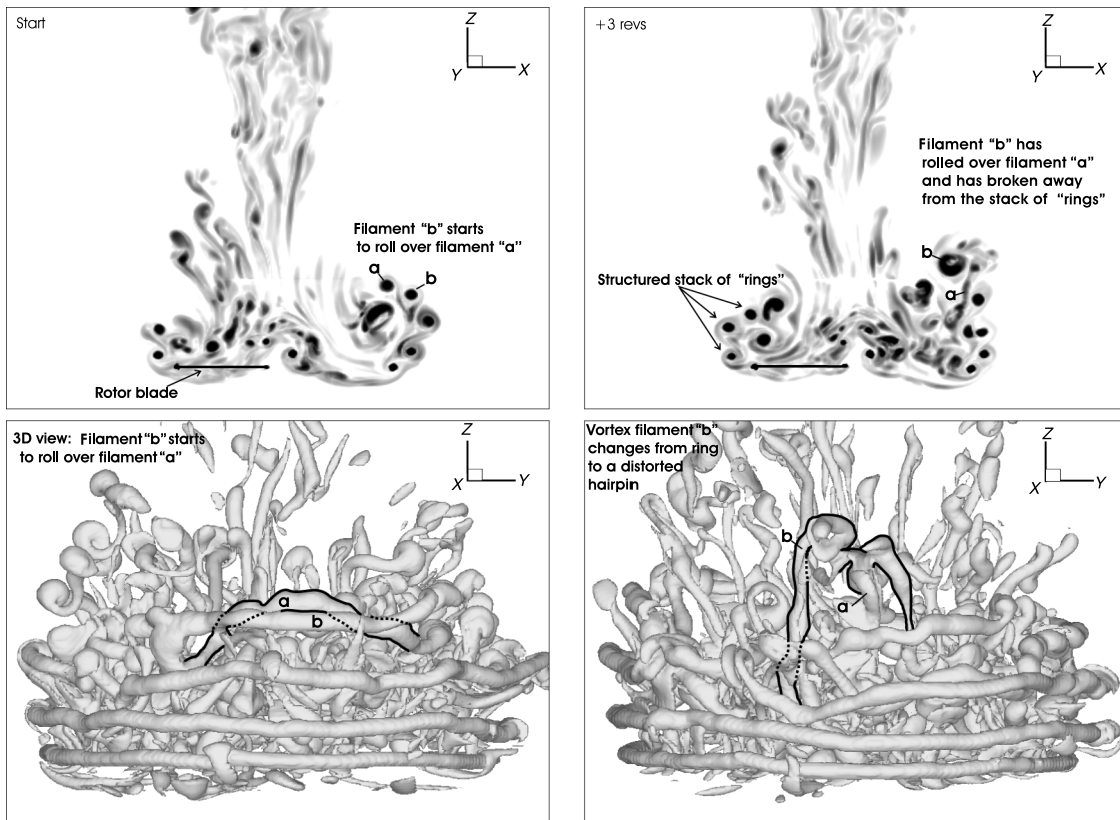 Start
Z
Y
X
Filament "b" starts
to roll over filament "a"
a
b
Rotor blade
+3 revs
Z
Y
X
Filament "b" has
rolled over filament "a"
and has broken away
from the stack of "rings"
b
a
Structured stack of "rings"
3D view: Filament "b" starts
to roll over filament "a"
Z
X
Y
a
b
Vortex filament "b"
changes from ring
to a distorted
hairpin
Z
X
Y
b
a